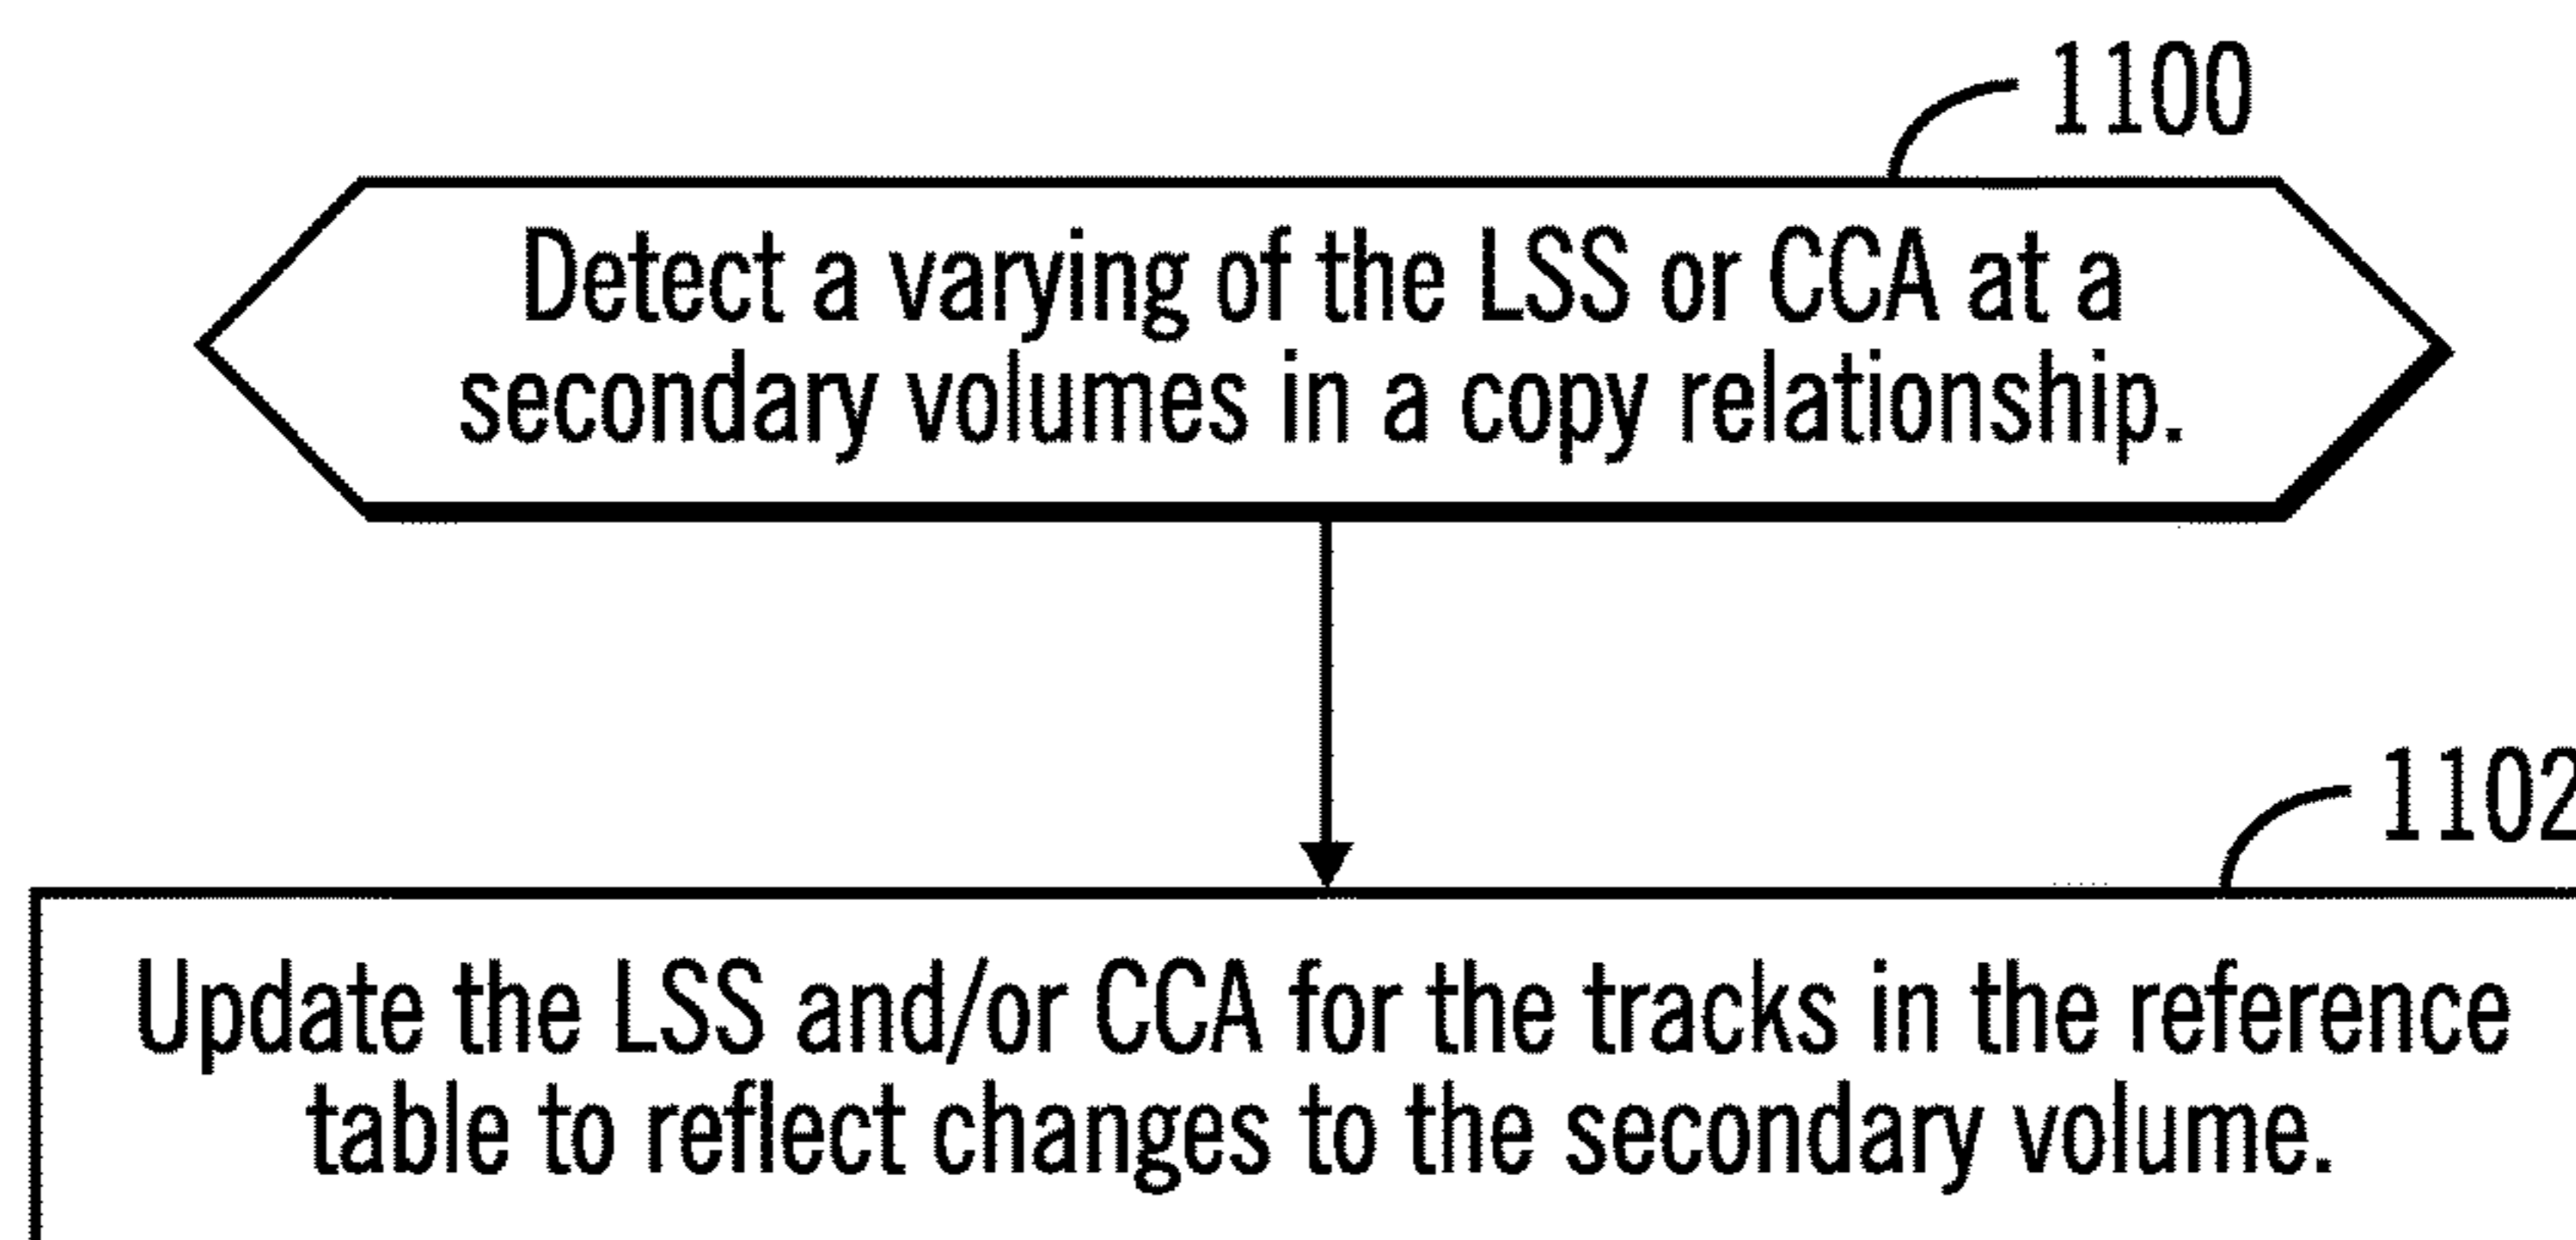 1100
Detect a varying of the LSS or CCA at a
secondary volumes in a copy relationship.
1102
Update the LSS and/or CCA for the tracks in the reference
table to reflect changes to the secondary volume.